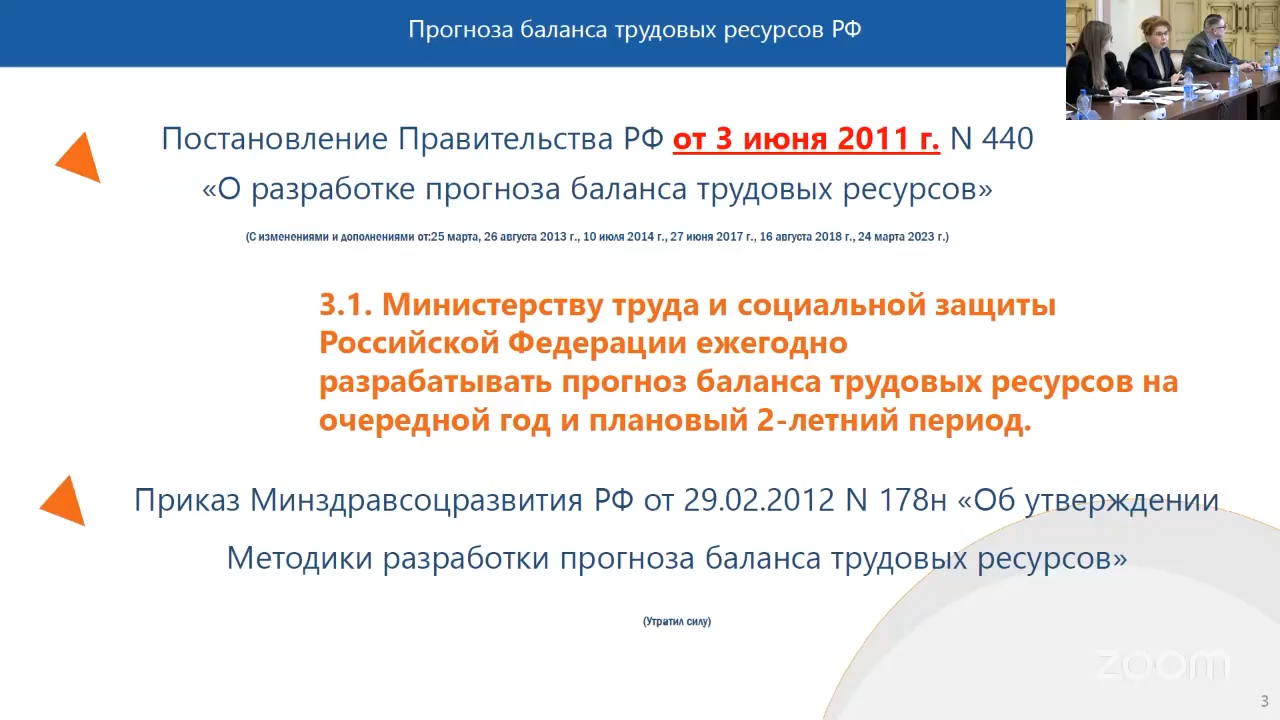 Прогноза баланса трудовых ресурсов РФ
Постановление Правительства РФ от 3 июня 2011 г. N 440
«О разработке прогноза баланса трудовых ресурсов»
(С изменениями и дополнениями от:25 марта, 26 августа 2013 г., 10 июля 2014 г., 27 июня 2017 г., 16 августа 2018 г., 24 марта 2023 г.)
3.1. Министерству труда и социальной защиты
Российской Федерации ежегодно
разрабатывать прогноз баланса трудовых ресурсов на
очередной год и плановый 2-летний период.
Приказ Минздравсоцразвития РФ от 29.02.2012 N 178н «Об утверждении
Методики разработки прогноза баланса трудовых ресурсов»
(Утратил силу)
zoom
3